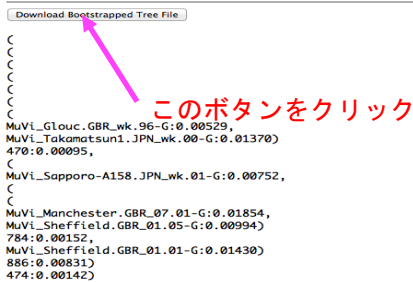 Download Bootstrapped Tree File
(
(
(
(
(
(
(
MuVi_Glouc.GBR_wk.96-G:0.00529,
MuVi_Takamatsun1.JPN_wk.00-G:0.01370)
470:0.00095,
(
MuVi_Sapporo-A158.JPN_wk.01-G:0.00752,
(
(
MuVi_Manchester.GBR_07.01-G:0.01854,
MuVi_Sheffield.GBR_01.05-G:0.00994)
784:0.00152,
MuVi_Sheffield.GBR_01.01-G:0.01430)
886:0.00831)
474:0.00142)
このボタンをクリック